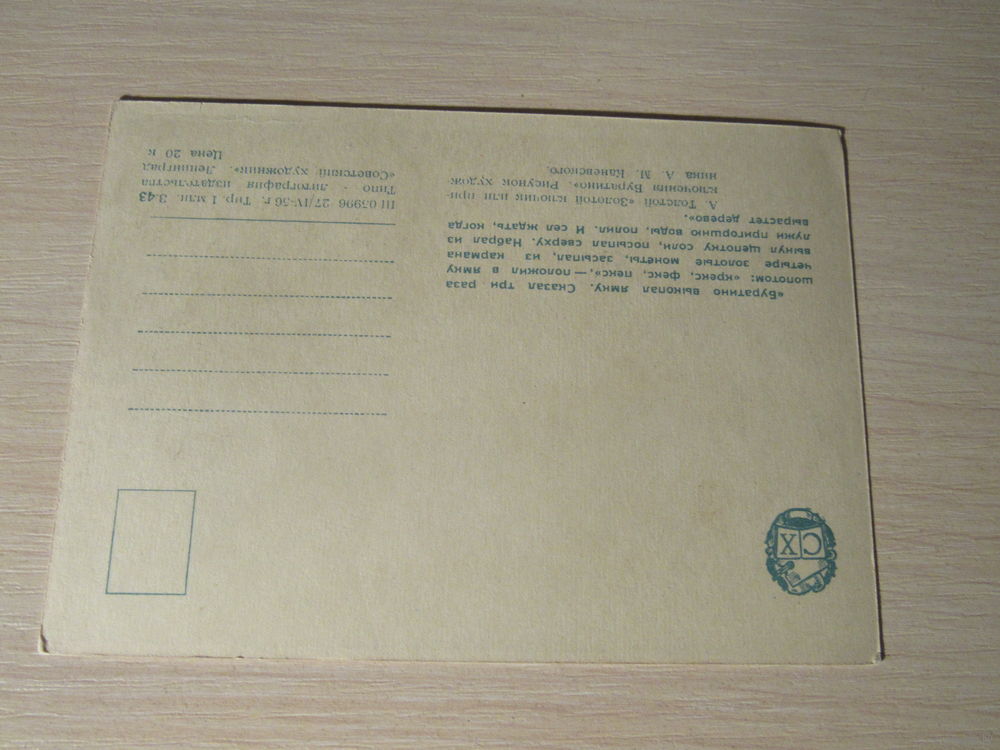 СХ
«Буратино выкопал ямку. Сказал три раза
шопотом: «крекс, фекс, пекс»,—положил в ямку
четыре золотые монеты, засыпал, из кармана
вынул щепотку соли, посыпал сверху. Набрал из
лужи пригоршню воды, полил. И сел ждать, когда
вырастет дерево».
А. Толстой «Золотой ключик или при-
ключения Буратино». Рисунок худож-
ника А. М. Каневского.
Ш 05996 27/IV-56 г. Тир. 1 млн. З.43
Типо - литография издательства
«Советский художник». Ленинград
Цена 20 к